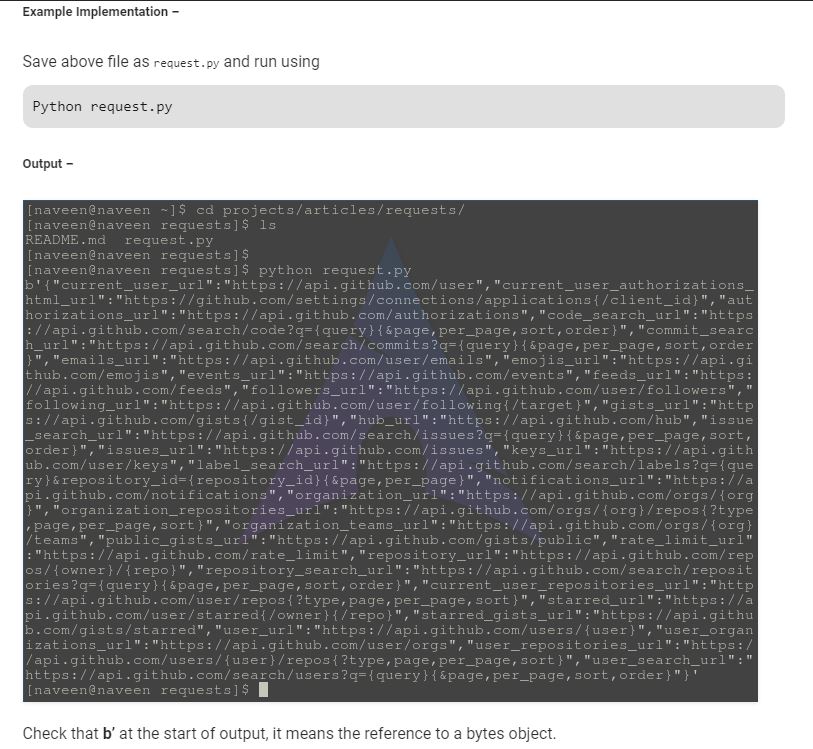 Example Implementation –
Save above file as request.py and run using
Python request.py
Output –
[naveen@naveen ~]$ cd projects/articles/requests/
[naveen@naveen requests]$ ls
README.md  request.py
[naveen@naveen requests]$
[naveen@naveen requests]$ python request.py
b'{"current_user_url":"https://api.github.com/user","current_user_authorizations_
html_url":"https://github.com/settings/connections/applications{/client_id}","aut
horizations_url":"https://api.github.com/authorizations","code_search_url":"https
://api.github.com/search/code?q={query}{&page,per_page,sort,order}","commit_searc
h_url":"https://api.github.com/search/commits?q={query}{&page,per_page,sort,order
}","emails_url":"https://api.github.com/user/emails","emojis_url":"https://api.gi
thub.com/emojis","events_url":"https://api.github.com/events","feeds_url":"https:
//api.github.com/feeds","followers_url":"https://api.github.com/user/followers","
following_url":"https://api.github.com/user/following{/target}","gists_url":"http
s://api.github.com/gists{/gist_id}","hub_url":"https://api.github.com/hub","issue
_search_url":"https://api.github.com/search/issues?q={query}{&page,per_page,sort,
order}","issues_url":"https://api.github.com/issues","keys_url":"https://api.gith
ub.com/user/keys","label_search_url":"https://api.github.com/search/labels?q={que
ry}&repository_id={repository_id}{&page,per_page}","notifications_url":"https://a
pi.github.com/notifications","organization_url":"https://api.github.com/orgs/{org
}","organization_repositories_url":"https://api.github.com/orgs/{org}/repos{?type
,page,per_page,sort}","organization_teams_url":"https://api.github.com/orgs/{org}
/teams","public_gists_url":"https://api.github.com/gists/public","rate_limit_url"
:"https://api.github.com/rate_limit","repository_url":"https://api.github.com/rep
os/{owner}/{repo}","repository_search_url":"https://api.github.com/search/reposit
ories?q={query}{&page,per_page,sort,order}","current_user_repositories_url":"http
s://api.github.com/user/repos{?type,page,per_page,sort}","starred_url":"https://a
pi.github.com/user/starred{/owner}{/repo}","starred_gists_url":"https://api.githu
b.com/gists/starred","user_url":"https://api.github.com/users/{user}","user_organ
izations_url":"https://api.github.com/user/orgs","user_repositories_url":"https:/
/api.github.com/users/{user}/repos{?type,page,per_page,sort}","user_search_url":"
https://api.github.com/search/users?q={query}{&page,per_page,sort,order}"}'
[naveen@naveen requests]$
Check that b’ at the start of output, it means the reference to a bytes object.